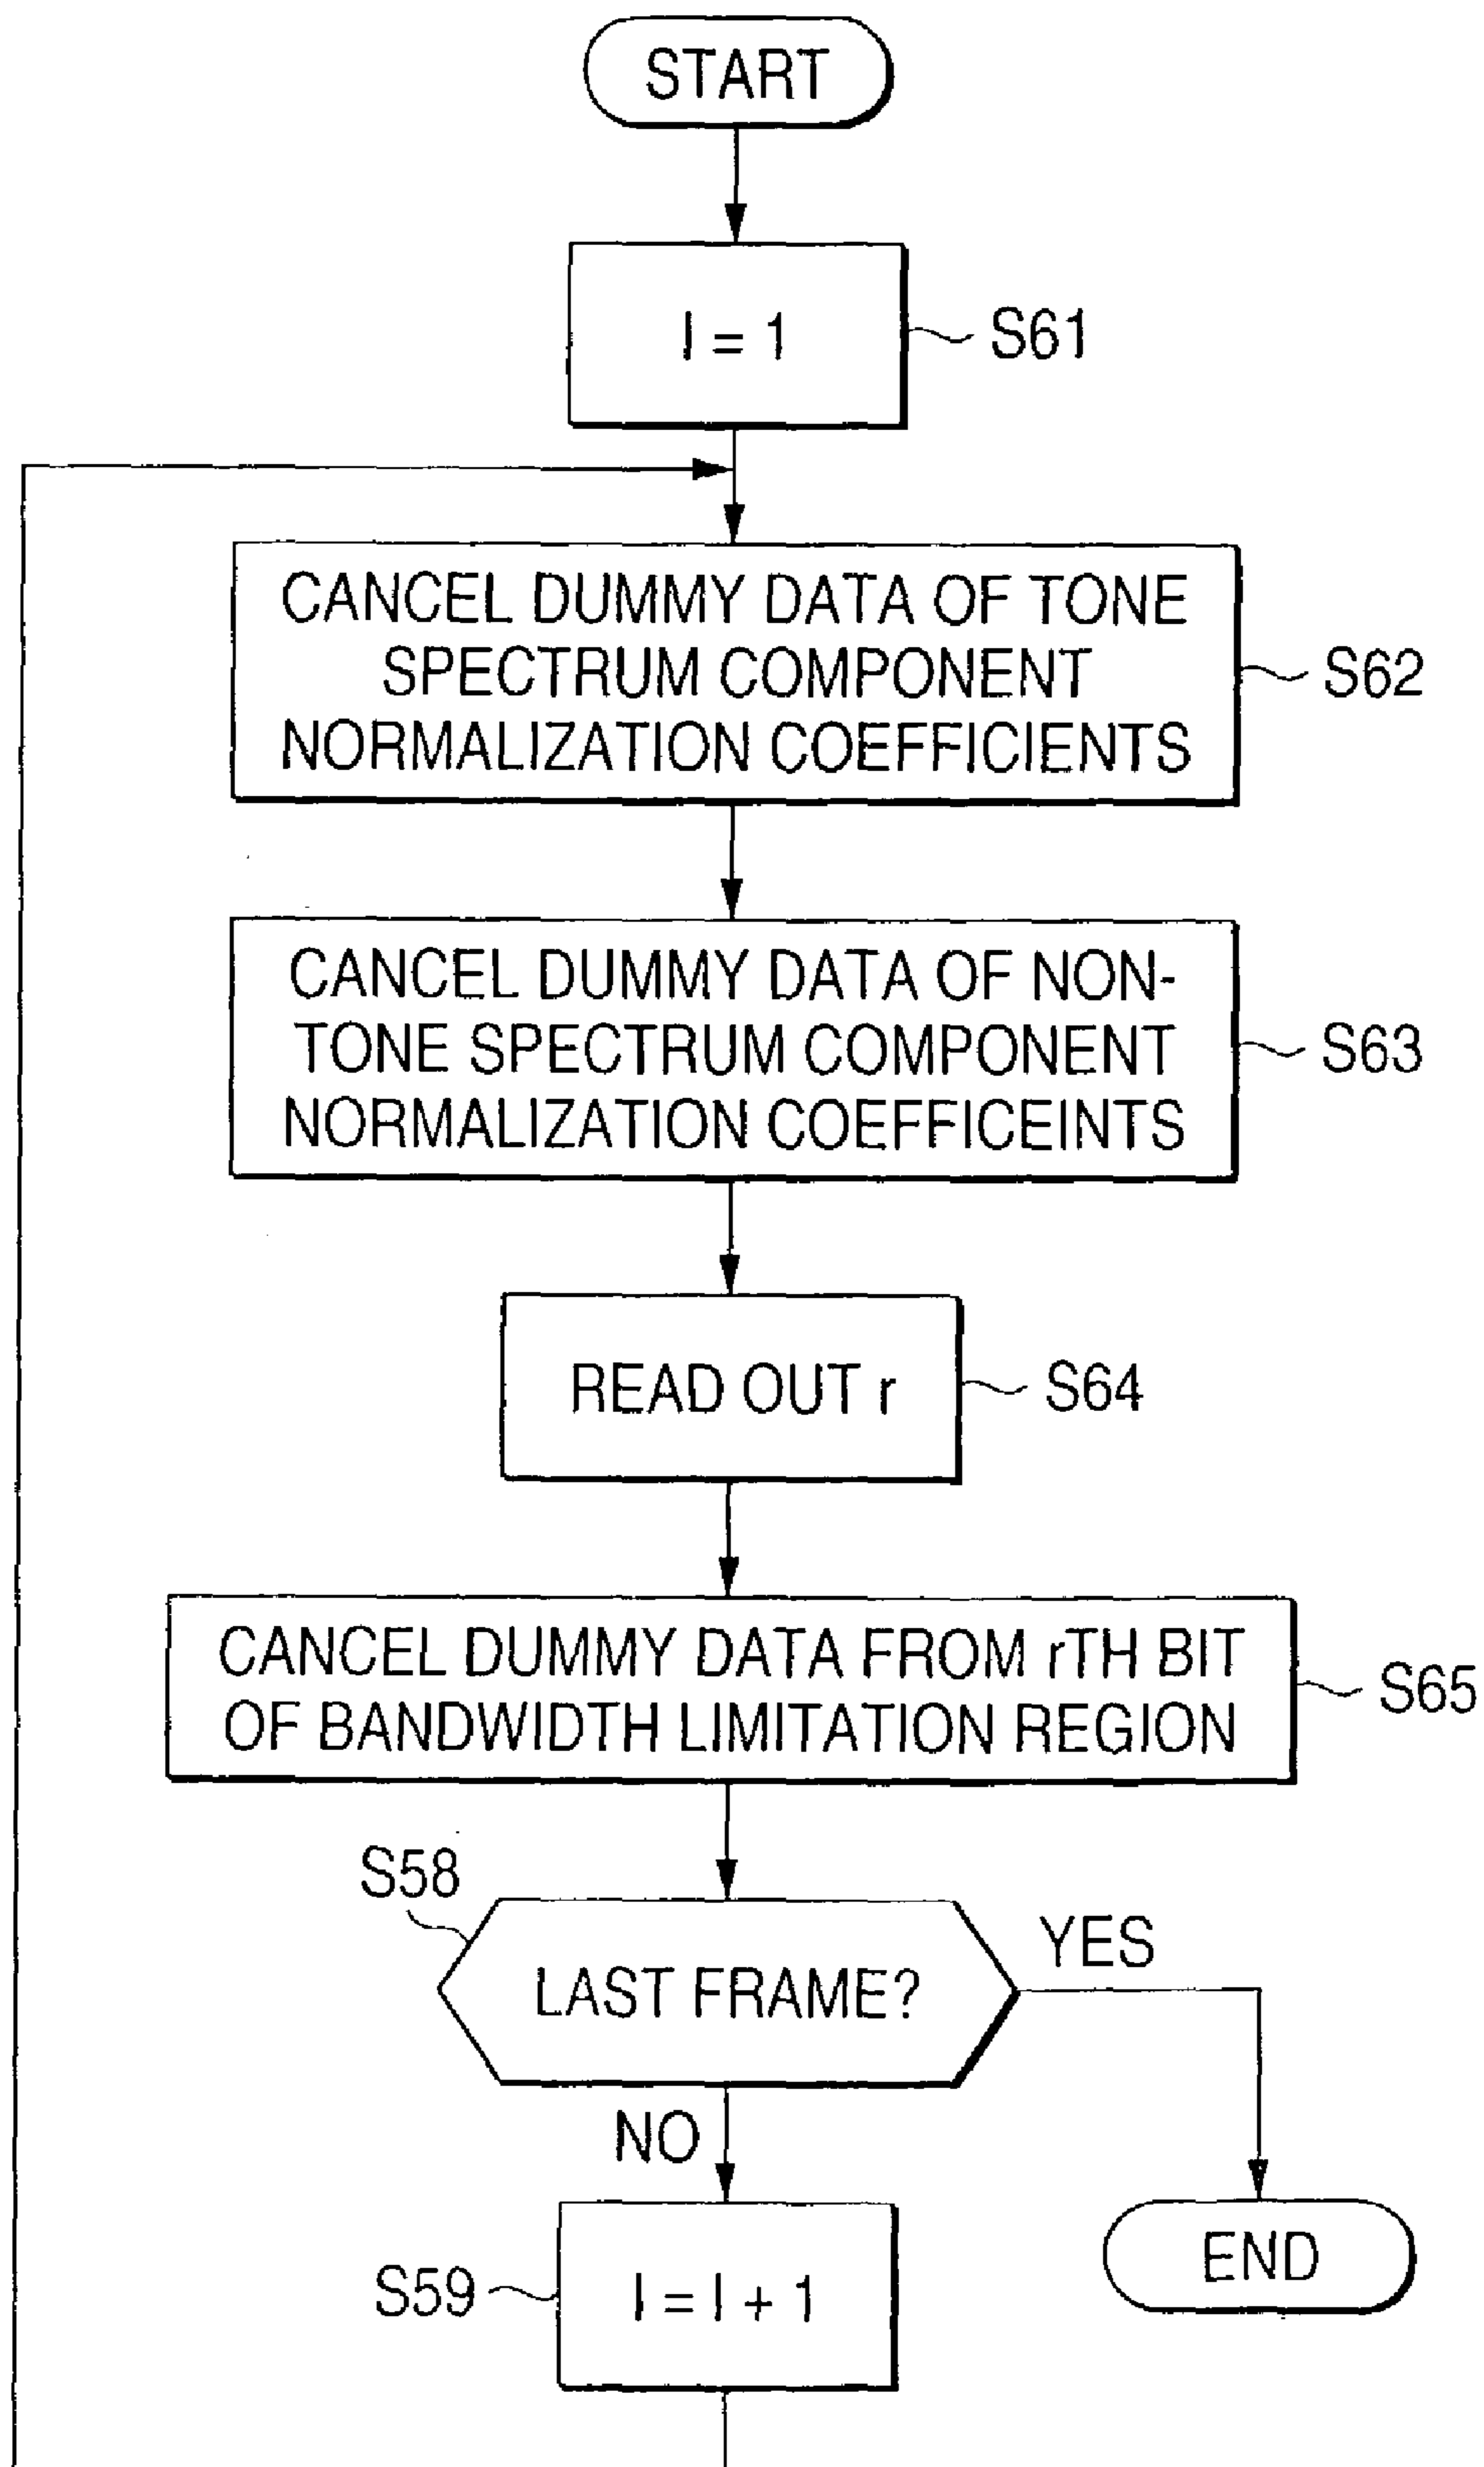 START
I = 1
S61
CANCEL DUMMY DATA OF TONE
SPECTRUM COMPONENT
NORMALIZATION COEFFICIENTS
S62
CANCEL DUMMY DATA OF NON-
TONE SPECTRUM COMPONENT
NORMALIZATION COEFFICEINTS
S63
READ OUT r
S64
CANCEL DUMMY DATA FROM rTH BIT
OF BANDWIDTH LIMITATION REGION
S65
S58
LAST FRAME?
YES
NO
S59
I = I + 1
END